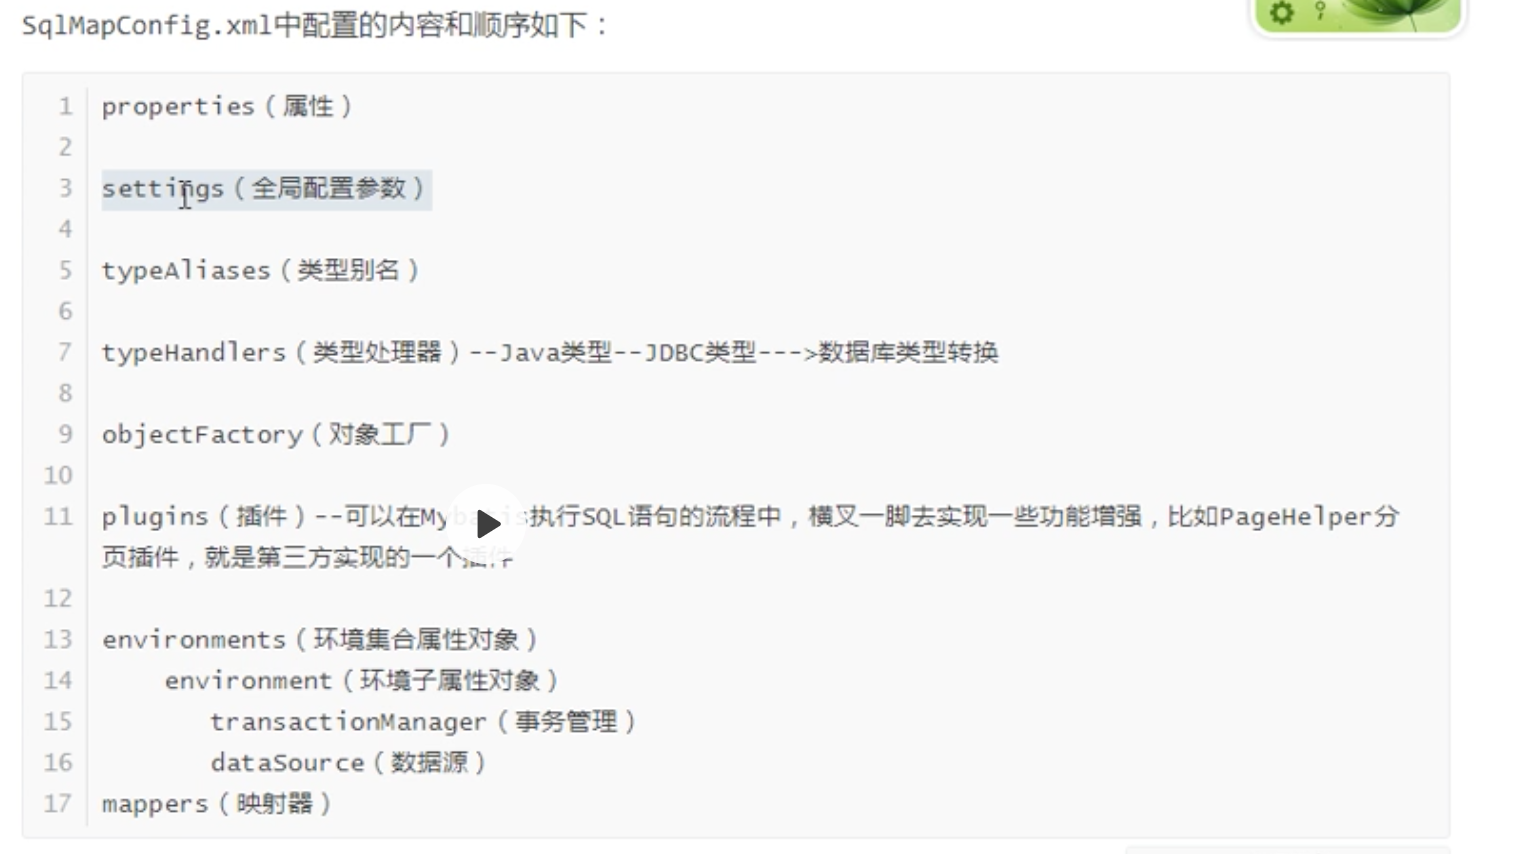 SqlMapConfig.xml中配置的内容和顺序如下：
1 properties（属性）
2
3 settings（全局配置参数）
4
5 typeAliases（类型别名）
6
7 typeHandlers（类型处理器）--Java类型--JDBC类型--->数据库类型转换
8
9 objectFactory（对象工厂）
10
11 plugins（插件）--可以在Mybatis执行SQL语句的流程中，横叉一脚去实现一些功能增强，比如PageHelper分
页插件，就是第三方实现的一个插件
12
13 environments（环境集合属性对象）
14 environment（环境子属性对象）
15 transactionManager（事务管理）
16 dataSource（数据源）
17 mappers（映射器）